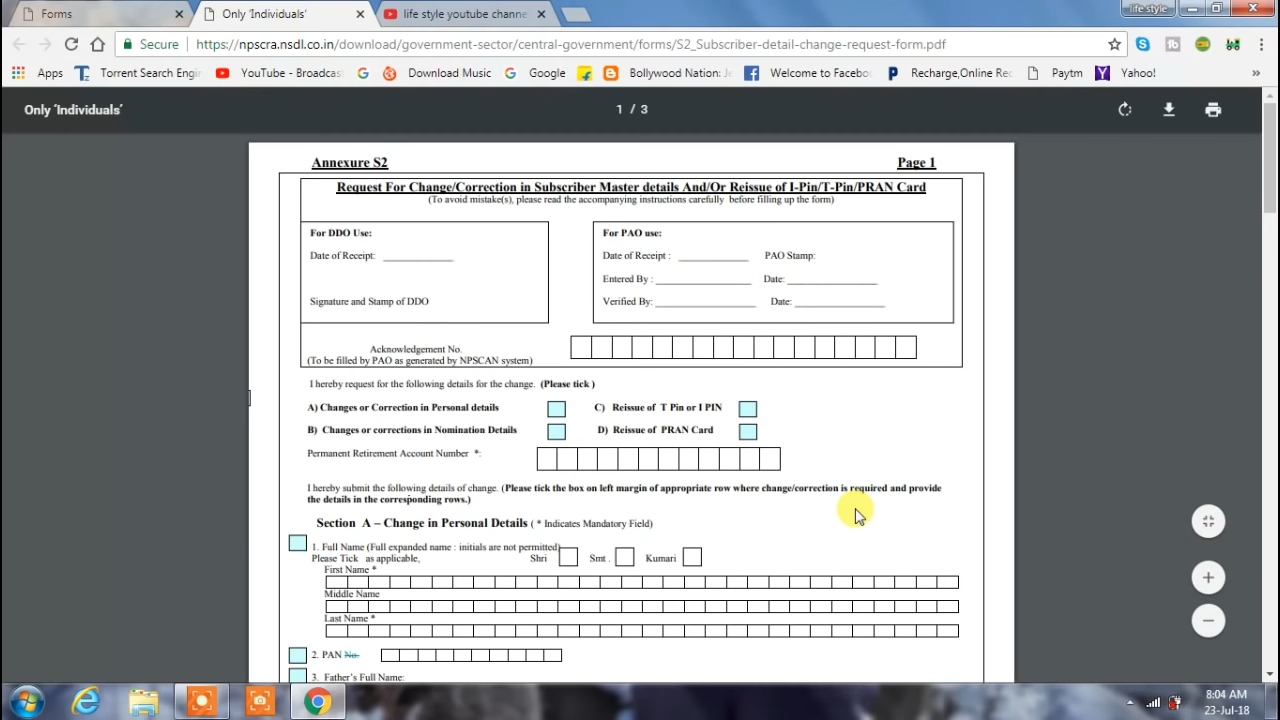 Forms
Only 'Individuals'
life style youtube channe
life style
Secure
https://npscra.nsdl.co.in/download/government-sector/central-government/forms/S2_Subscriber-detail-change-request-form.pdf
Apps
Torrent Search Engi
YouTube - Broadcast
Download Music
Google
Bollywood Nation: Je
Welcome to Faceboo
Recharge,Online Rec
Paytm
Yahoo!
Only 'Individuals'
1 / 3
Annexure S2
Page 1
Request For Change/Correction in Subscriber Master details And/Or Reissue of I-Pin/T-Pin/PRAN Card
(To avoid mistake(s), please read the accompanying instructions carefully before filling up the form)
For DDO Use:
For PAO use:
Date of Receipt: ____________
Date of Receipt : ____________ PAO Stamp:
Entered By : ____________ Date: ____________
Signature and Stamp of DDO
Verified By: ____________ Date: ____________
Acknowledgement No.
(To be filled by PAO as generated by NPSCAN system)
I hereby request for the following details for the change. (Please tick )
A) Changes or Correction in Personal details
C) Reissue of T Pin or I PIN
B) Changes or corrections in Nomination Details
D) Reissue of PRAN Card
Permanent Retirement Account Number *:
I hereby submit the following details of change. (Please tick the box on left margin of appropriate row where change/correction is required and provide
the details in the corresponding rows.)
Section A – Change in Personal Details ( * Indicates Mandatory Field)
1. Full Name (Full expanded name : initials are not permitted)
Please Tick as applicable, Shri Smt . Kumari
First Name *
Middle Name
Last Name *
2. PAN No.
3. Father's Full Name:
8:04 AM
23-Jul-18